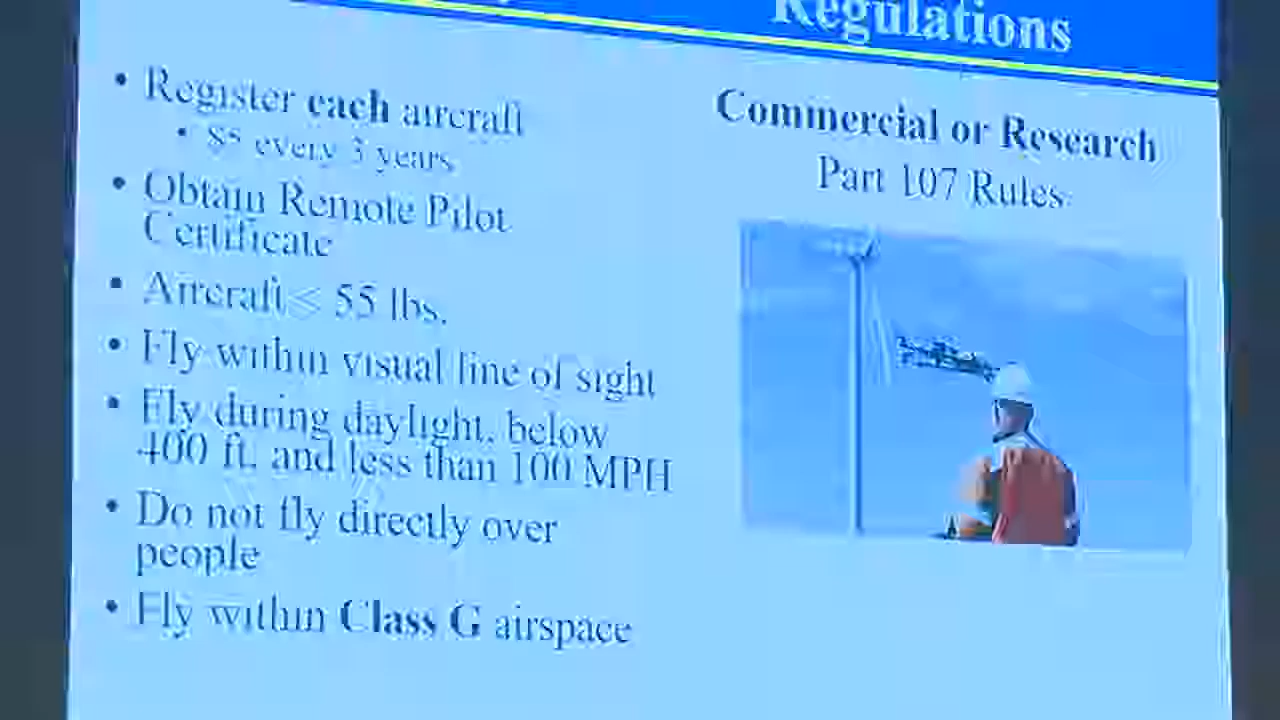 Regulations
• Register each aircraft
• $5 every 3 years
• Obtain Remote Pilot
Certificate
• Aircraft < 55 lbs.
• Fly within visual line of sight
• Fly during daylight, below
400 ft. and less than 100 MPH
• Do not fly directly over
people
• Fly within Class G airspace
Commercial or Research
Part 107 Rules